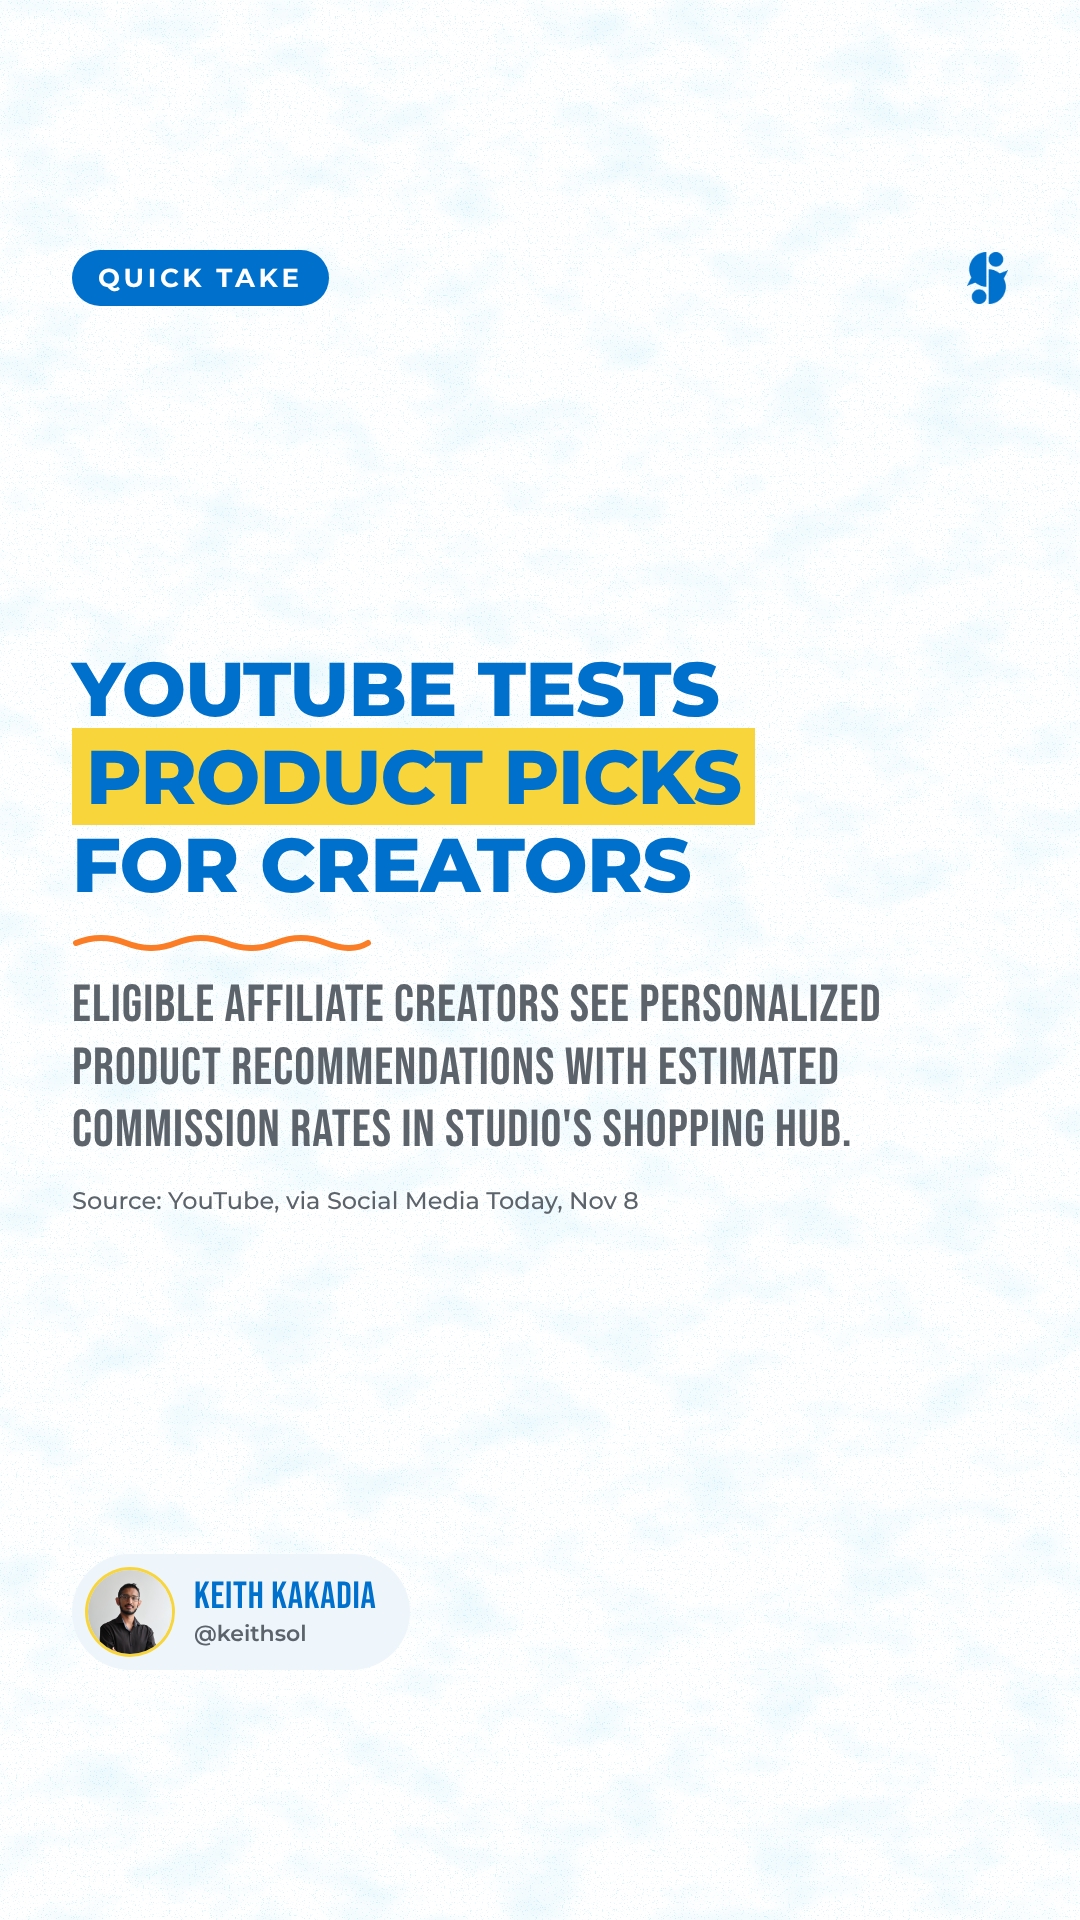 QUICK TAKE
YOUTUBE TESTS
PRODUCT PICKS
FOR CREATORS
ELIGIBLE AFFILIATE CREATORS SEE PERSONALIZED
PRODUCT RECOMMENDATIONS WITH ESTIMATED
COMMISSION RATES IN STUDIO'S SHOPPING HUB.
Source: YouTube, via Social Media Today, Nov 8
KEITH KAKADIA
@keithsol